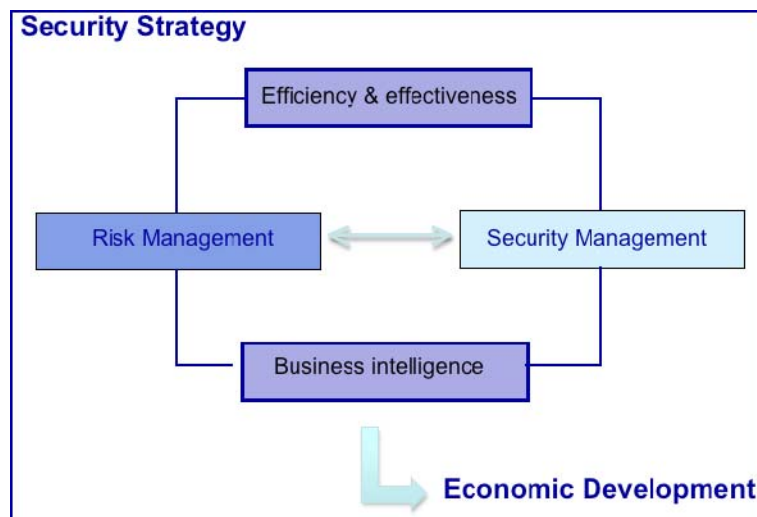 Security Strategy
Efficiency & effectiveness
Risk Management
Security Management
Business intelligence
Economic Development